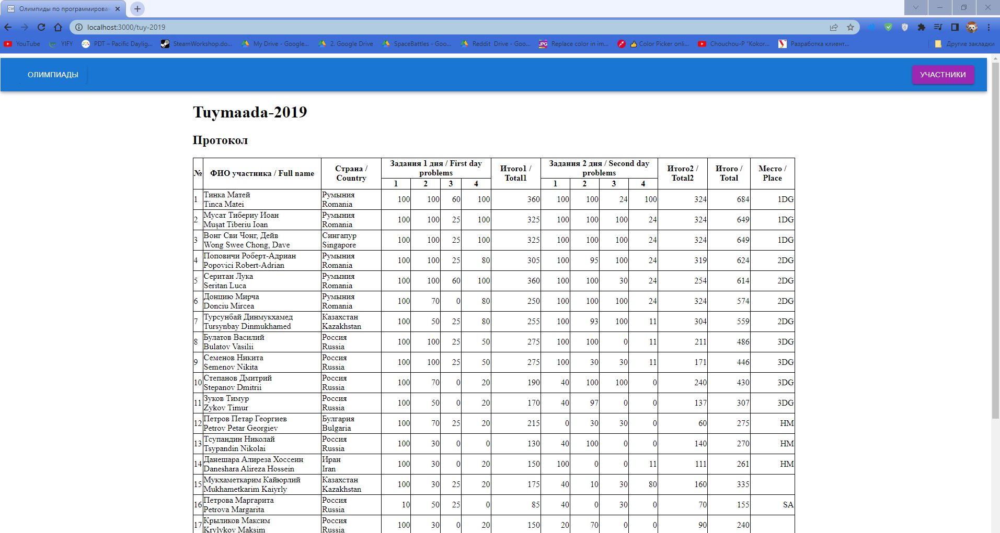 Олимпиды по программирова
localhost:3000/tuy-2019
YouTube YIFY PDT – Pacific Daylig... SteamWorkshop.do... My Drive - Google... 2. Google Drive SpaceBattles - Goo... Reddit Drive - Goo... JPG Replace color in im... Color Picker onli... Chouchou-P "Kokor... Разработка клиент... Другие закладки
ОЛИМПИАДЫ УЧАСТНИКИ
Tuymaada-2019
Протокол
№ ФИО участника / Full name Страна / Country Задания 1 дня / First day problems Итого1 / Total1 Задания 2 дня / Second day problems Итого2 / Total2 Итого / Total Место / Place
1 2 3 4 1 2 3 4
1 Тинка Матей Румыния 100 100 60 100 360 100 100 24 100 324 684 1DG
Tinca Matei Romania
2 Мусат Тибериу Иоан Румыния 100 100 25 100 325 100 100 100 24 324 649 1DG
Mușat Tiberiu Ioan Romania
3 Вонг Сви Чонг, Дейв Сингапур 100 100 25 100 325 100 100 100 24 324 649 1DG
Wong Swee Chong, Dave Singapore
4 Поповичи Роберт-Адриан Румыния 100 100 25 80 305 100 95 100 24 319 624 2DG
Popovici Robert-Adrian Romania
5 Серитан Лука Румыния 100 100 60 100 360 100 100 30 24 254 614 2DG
Seritan Luca Romania
6 Донцию Мирча Румыния 100 70 0 80 250 100 100 100 24 324 574 2DG
Donciu Mircea Romania
7 Турсунбай Динмукхамед Казахстан 100 50 25 80 255 100 93 100 11 304 559 2DG
Tursynbay Dinmukhamed Kazakhstan
8 Булатов Василий Россия 100 100 25 50 275 100 100 0 11 211 486 3DG
Bulatov Vasilii Russia
9 Семенов Никита Россия 100 100 25 50 275 100 30 30 11 171 446 3DG
Semenov Nikita Russia
10 Степанов Дмитрий Россия 100 70 0 20 190 40 100 100 0 240 430 3DG
Stepanov Dmitrii Russia
11 Зуков Тимур Россия 100 50 0 20 170 40 97 0 0 137 307 3DG
Zykov Timur Russia
12 Петров Петар Георгиев Булгария 100 70 25 20 215 0 30 30 0 60 275 HM
Petrov Petar Georgiev Bulgaria
13 Тсупандин Николай Россия 100 30 0 0 130 40 100 0 0 140 270 HM
Tsypandin Nikolai Russia
14 Данешара Алиреза Хоссеин Иран 100 30 0 20 150 100 0 0 11 111 261 HM
Daneshara Alireza Hossein Iran
15 Мукхаметкарим Кайюрлий Казахстан 100 30 25 20 175 40 10 30 80 160 335
Mukhametkarim Kaiyrly Kazakhstan
16 Петрова Маргарита Россия 10 50 25 0 85 40 0 30 0 70 155 SA
Petrova Margarita Russia
17 Крыликов Максим Россия 100 30 0 20 150 20 70 0 0 90 240
Krylykov Maksim Russia